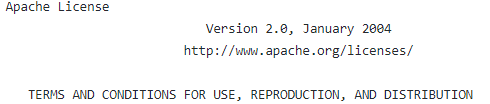 Apache License
Version 2.0, January 2004
http://www.apache.org/licenses/
TERMS AND CONDITIONS FOR USE, REPRODUCTION, AND DISTRIBUTION